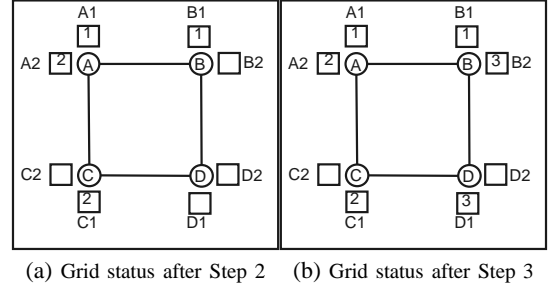 A1 B1 A1 B1
1 1 1 1
A2 2 A B B2 A2 2 A B 3 B2
C2 C D D2 C2 C D D2
2 2 3
C1 D1 C1 D1
(a) Grid status after Step 2 (b) Grid status after Step 3